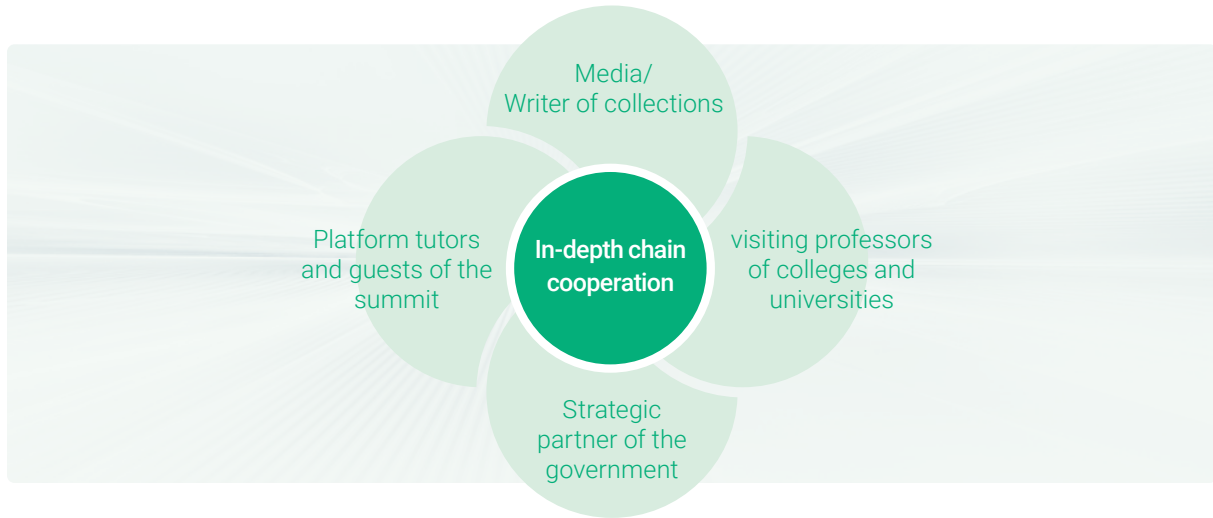 Media/
Writer of collections
Platform tutors
and guests of the
summit
In-depth chain
cooperation
visiting professors
of colleges and
universities
Strategic
partner of the
government